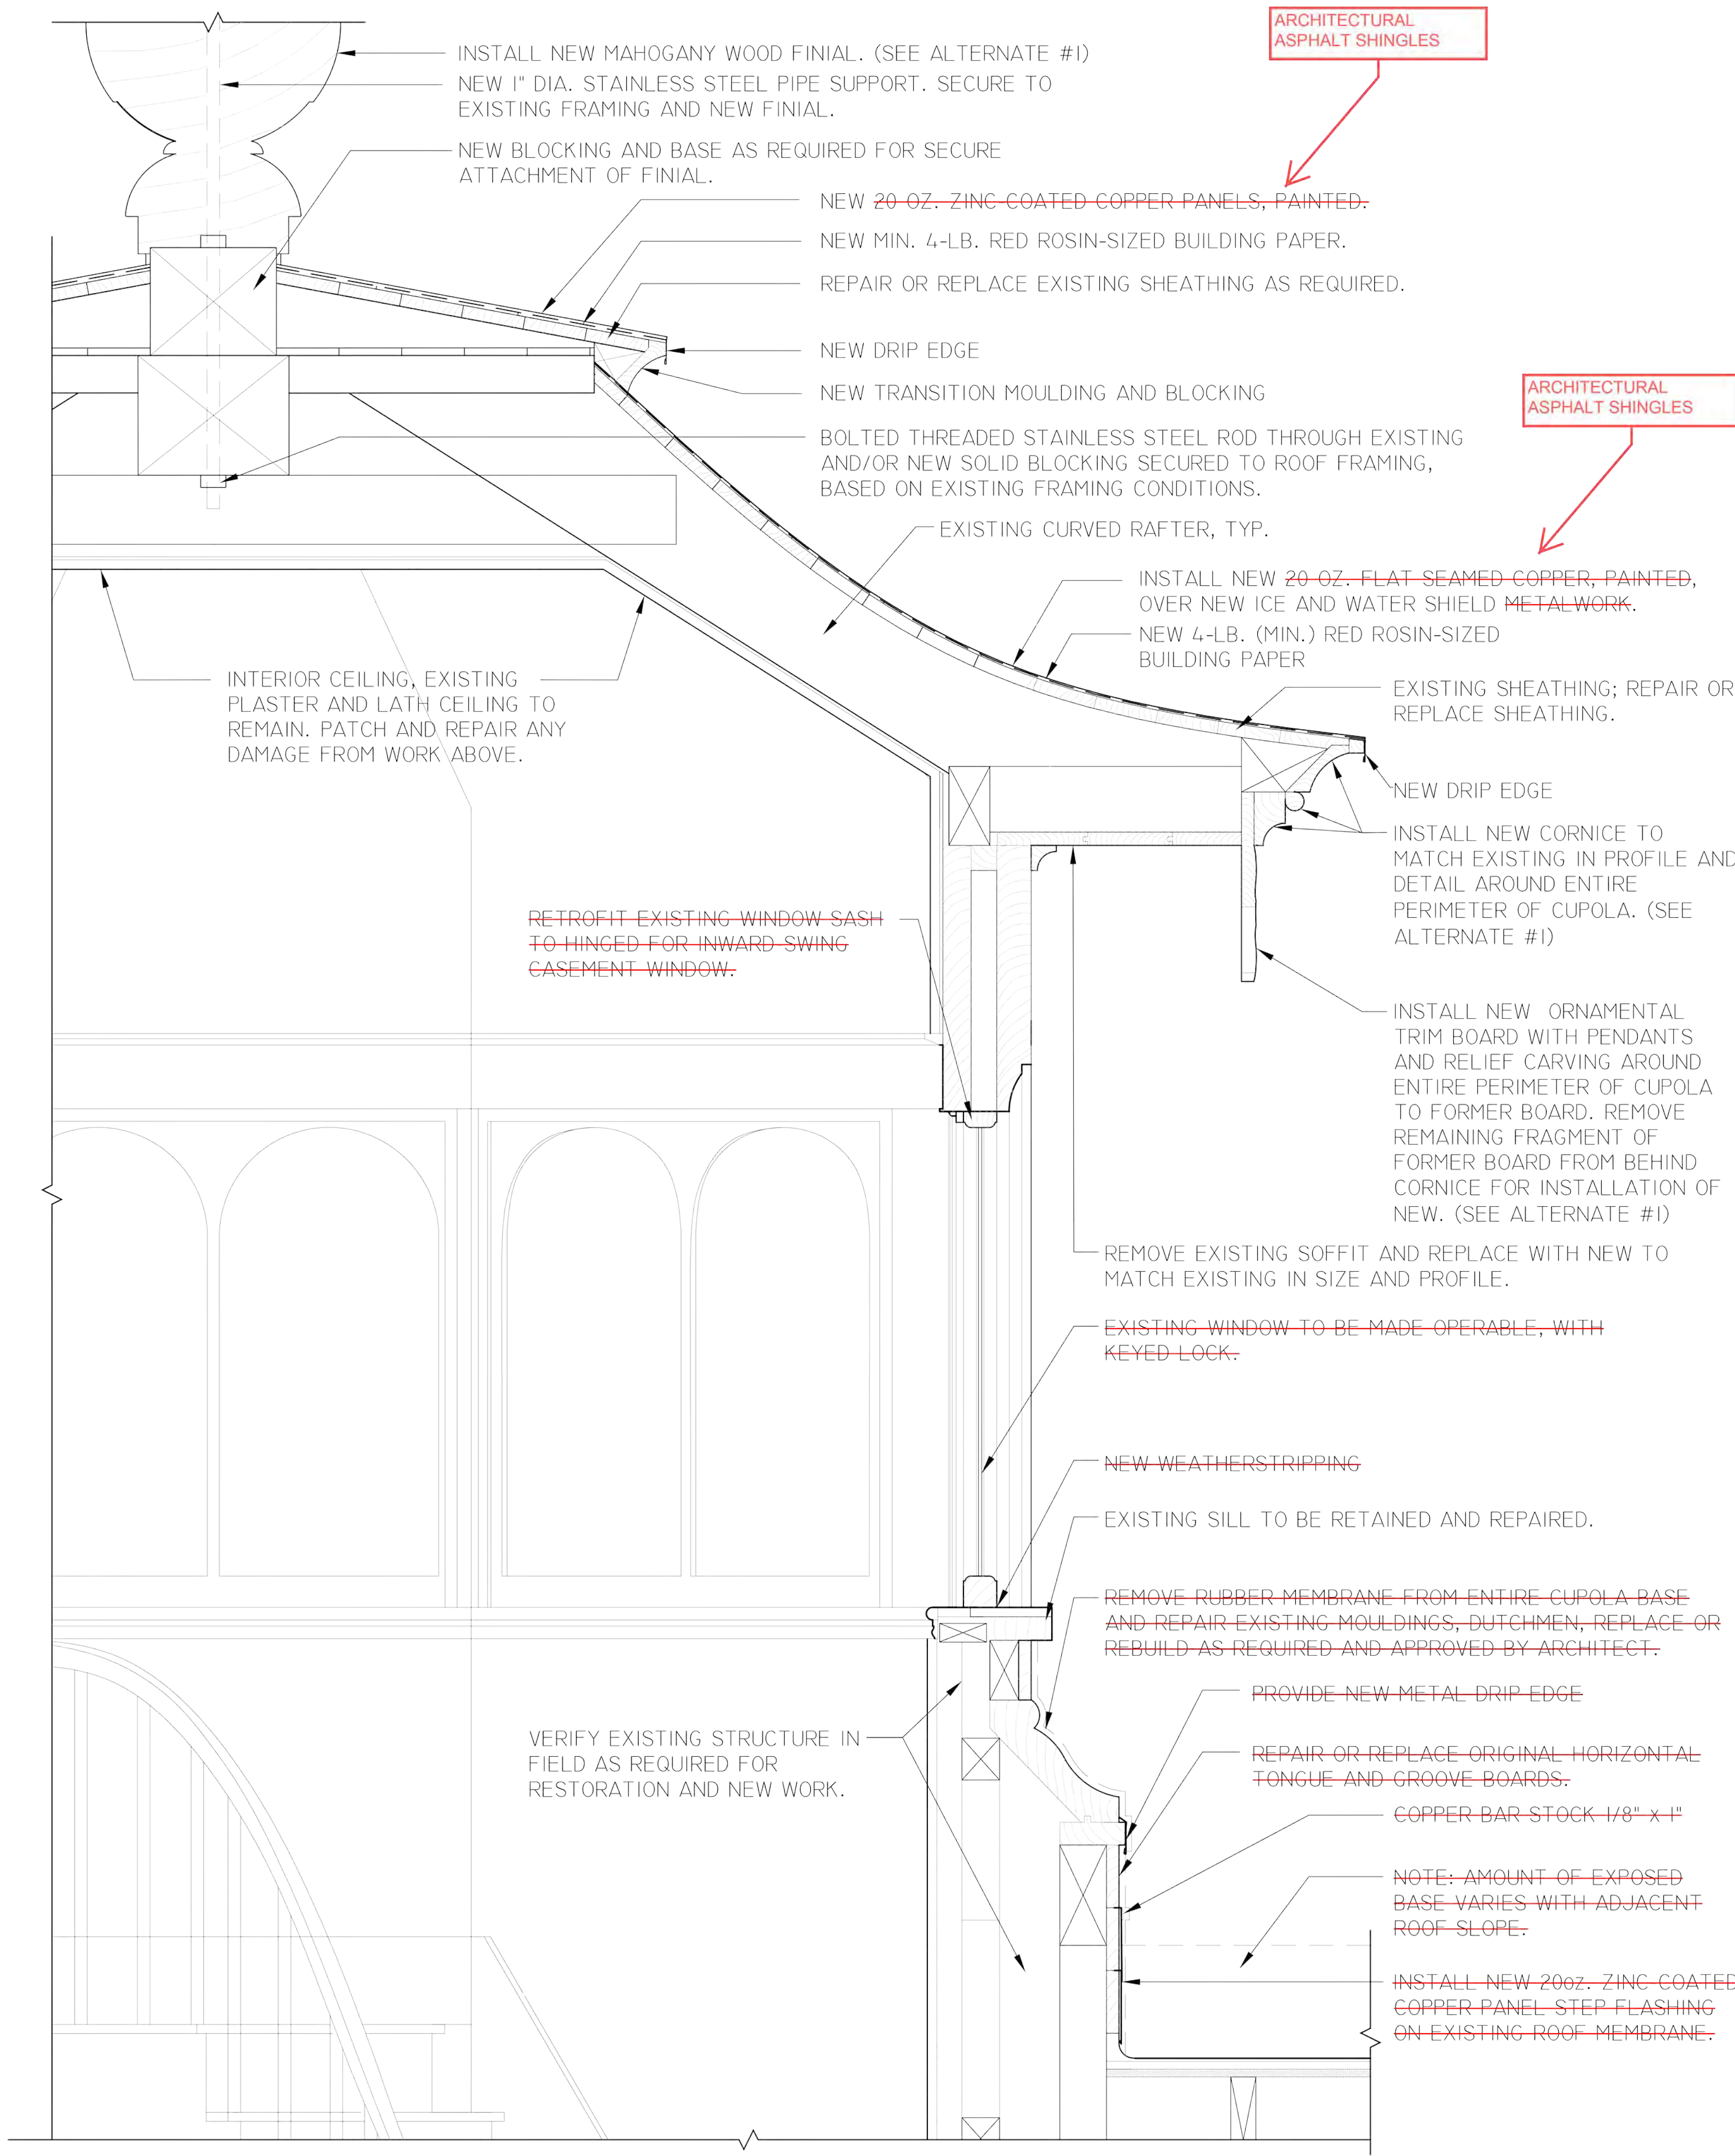 ARCHITECTURAL
ASPHALT SHINGLES
INSTALL NEW MAHOGANY WOOD FINIAL. (SEE ALTERNATE #1)
NEW 1" DIA. STAINLESS STEEL PIPE SUPPORT. SECURE TO
EXISTING FRAMING AND NEW FINIAL.
NEW BLOCKING AND BASE AS REQUIRED FOR SECURE
ATTACHMENT OF FINIAL.
NEW 20 OZ. ZINC-COATED COPPER PANELS, PAINTED.
NEW MIN. 4-LB. RED ROSIN-SIZED BUILDING PAPER.
REPAIR OR REPLACE EXISTING SHEATHING AS REQUIRED.
NEW DRIP EDGE
NEW TRANSITION MOULDING AND BLOCKING
ARCHITECTURAL
ASPHALT SHINGLES
BOLTED THREADED STAINLESS STEEL ROD THROUGH EXISTING
AND/OR NEW SOLID BLOCKING SECURED TO ROOF FRAMING,
BASED ON EXISTING FRAMING CONDITIONS.
EXISTING CURVED RAFTER, TYP.
INSTALL NEW 20 OZ. FLAT SEAMED COPPER, PAINTED,
OVER NEW ICE AND WATER SHIELD METALWORK.
NEW 4-LB. (MIN.) RED ROSIN-SIZED
BUILDING PAPER
INTERIOR CEILING, EXISTING
PLASTER AND LATH CEILING TO
REMAIN. PATCH AND REPAIR ANY
DAMAGE FROM WORK ABOVE.
EXISTING SHEATHING; REPAIR OR
REPLACE SHEATHING.
NEW DRIP EDGE
INSTALL NEW CORNICE TO
MATCH EXISTING IN PROFILE AND
DETAIL AROUND ENTIRE
PERIMETER OF CUPOLA. (SEE
ALTERNATE #1)
RETROFIT EXISTING WINDOW SASH
TO HINGED FOR INWARD SWING
CASEMENT WINDOW.
INSTALL NEW ORNAMENTAL
TRIM BOARD WITH PENDANTS
AND RELIEF CARVING AROUND
ENTIRE PERIMETER OF CUPOLA
TO FORMER BOARD. REMOVE
REMAINING FRAGMENT OF
FORMER BOARD FROM BEHIND
CORNICE FOR INSTALLATION OF
NEW. (SEE ALTERNATE #1)
REMOVE EXISTING SOFFIT AND REPLACE WITH NEW TO
MATCH EXISTING IN SIZE AND PROFILE.
EXISTING WINDOW TO BE MADE OPERABLE, WITH
KEYED LOCK.
NEW WEATHERSTRIPPING
EXISTING SILL TO BE RETAINED AND REPAIRED.
REMOVE RUBBER MEMBRANE FROM ENTIRE CUPOLA BASE
AND REPAIR EXISTING MOULDINGS, DUTCHMEN, REPLACE OR
REBUILD AS REQUIRED AND APPROVED BY ARCHITECT.
PROVIDE NEW METAL DRIP EDGE
VERIFY EXISTING STRUCTURE IN
FIELD AS REQUIRED FOR
RESTORATION AND NEW WORK.
REPAIR OR REPLACE ORIGINAL HORIZONTAL
TONGUE AND GROOVE BOARDS.
COPPER BAR STOCK 1/8" x 1"
NOTE: AMOUNT OF EXPOSED
BASE VARIES WITH ADJACENT
ROOF SLOPE.
INSTALL NEW 20oz. ZINC COATED
COPPER PANEL STEP FLASHING
ON EXISTING ROOF MEMBRANE.